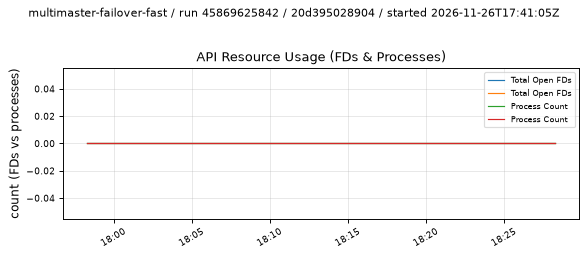 multimaster-failover-fast / run 45869625842 / 20d395028904 / started 2026-11-26T17:41:05Z
API Resource Usage (FDs & Processes)
count (FDs vs processes)
0.04
0.02
0.00
−0.02
−0.04
Total Open FDs
Total Open FDs
Process Count
Process Count
18:00
18:05
18:10
18:15
18:20
18:25